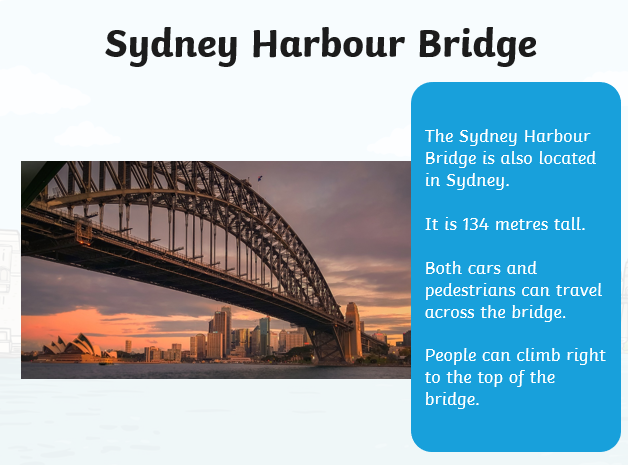 Sydney Harbour Bridge
The Sydney Harbour
Bridge is also located
in Sydney.
It is 134 metres tall.
Both cars and
pedestrians can travel
across the bridge.
People can climb right
to the top of the
bridge.